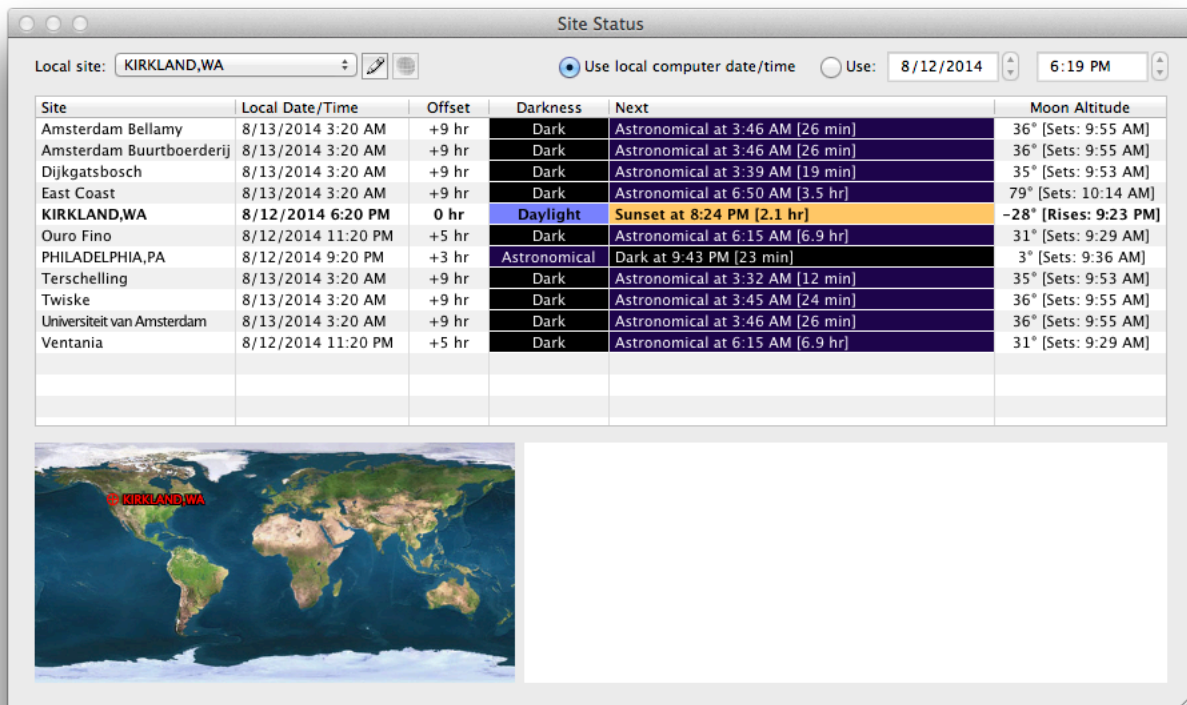 Site Status
Local site: KIRKLAND,WA Use local computer date/time Use: 8/12/2014 6:19 PM
Site Local Date/Time Offset Darkness Next Moon Altitude
Amsterdam Bellamy 8/13/2014 3:20 AM +9 hr Dark Astronomical at 3:46 AM [26 min] 36° [Sets: 9:55 AM]
Amsterdam Buurtboerderij 8/13/2014 3:20 AM +9 hr Dark Astronomical at 3:46 AM [26 min] 36° [Sets: 9:55 AM]
Dijkgatsbosch 8/13/2014 3:20 AM +9 hr Dark Astronomical at 3:39 AM [19 min] 35° [Sets: 9:53 AM]
East Coast 8/13/2014 3:20 AM +9 hr Dark Astronomical at 6:50 AM [3.5 hr] 79° [Sets: 10:14 AM]
KIRKLAND,WA 8/12/2014 6:20 PM 0 hr Daylight Sunset at 8:24 PM [2.1 hr] −28° [Rises: 9:23 PM]
Ouro Fino 8/12/2014 11:20 PM +5 hr Dark Astronomical at 6:15 AM [6.9 hr] 31° [Sets: 9:29 AM]
PHILADELPHIA,PA 8/12/2014 9:20 PM +3 hr Astronomical Dark at 9:43 PM [23 min] 3° [Sets: 9:36 AM]
Terschelling 8/13/2014 3:20 AM +9 hr Dark Astronomical at 3:32 AM [12 min] 35° [Sets: 9:53 AM]
Twiske 8/13/2014 3:20 AM +9 hr Dark Astronomical at 3:45 AM [24 min] 36° [Sets: 9:55 AM]
Universiteit van Amsterdam 8/13/2014 3:20 AM +9 hr Dark Astronomical at 3:46 AM [26 min] 36° [Sets: 9:55 AM]
Ventania 8/12/2014 11:20 PM +5 hr Dark Astronomical at 6:15 AM [6.9 hr] 31° [Sets: 9:29 AM]
KIRKLAND,WA